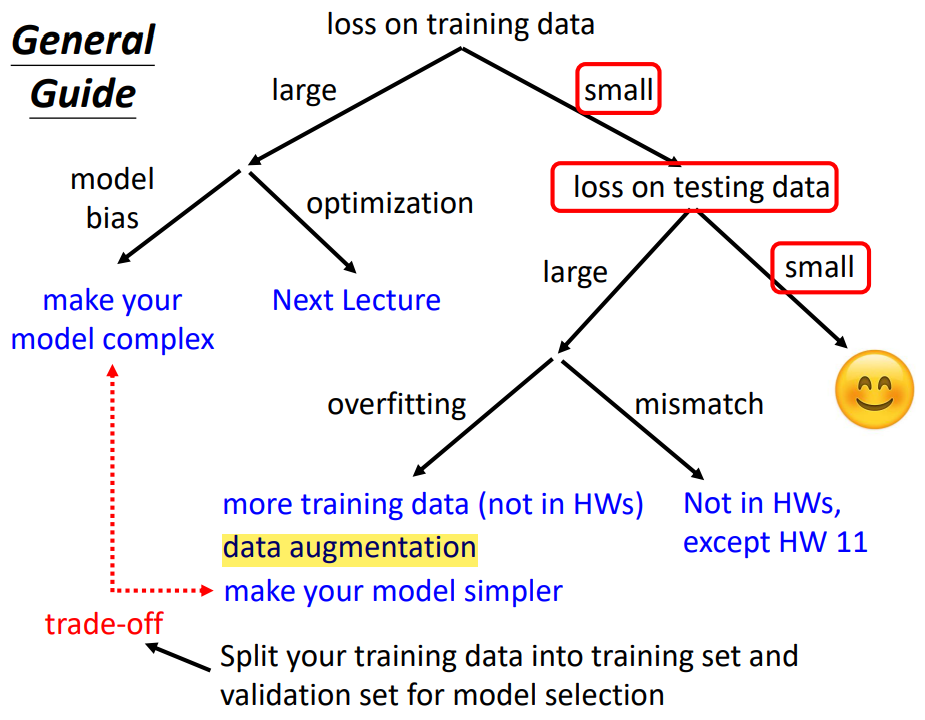 General
Guide
loss on training data
large
small
model
bias
optimization
loss on testing data
make your
model complex
Next Lecture
large
small
overfitting
mismatch
more training data (not in HWs)
data augmentation
make your model simpler
Not in HWs,
except HW 11
trade-off
Split your training data into training set and
validation set for model selection